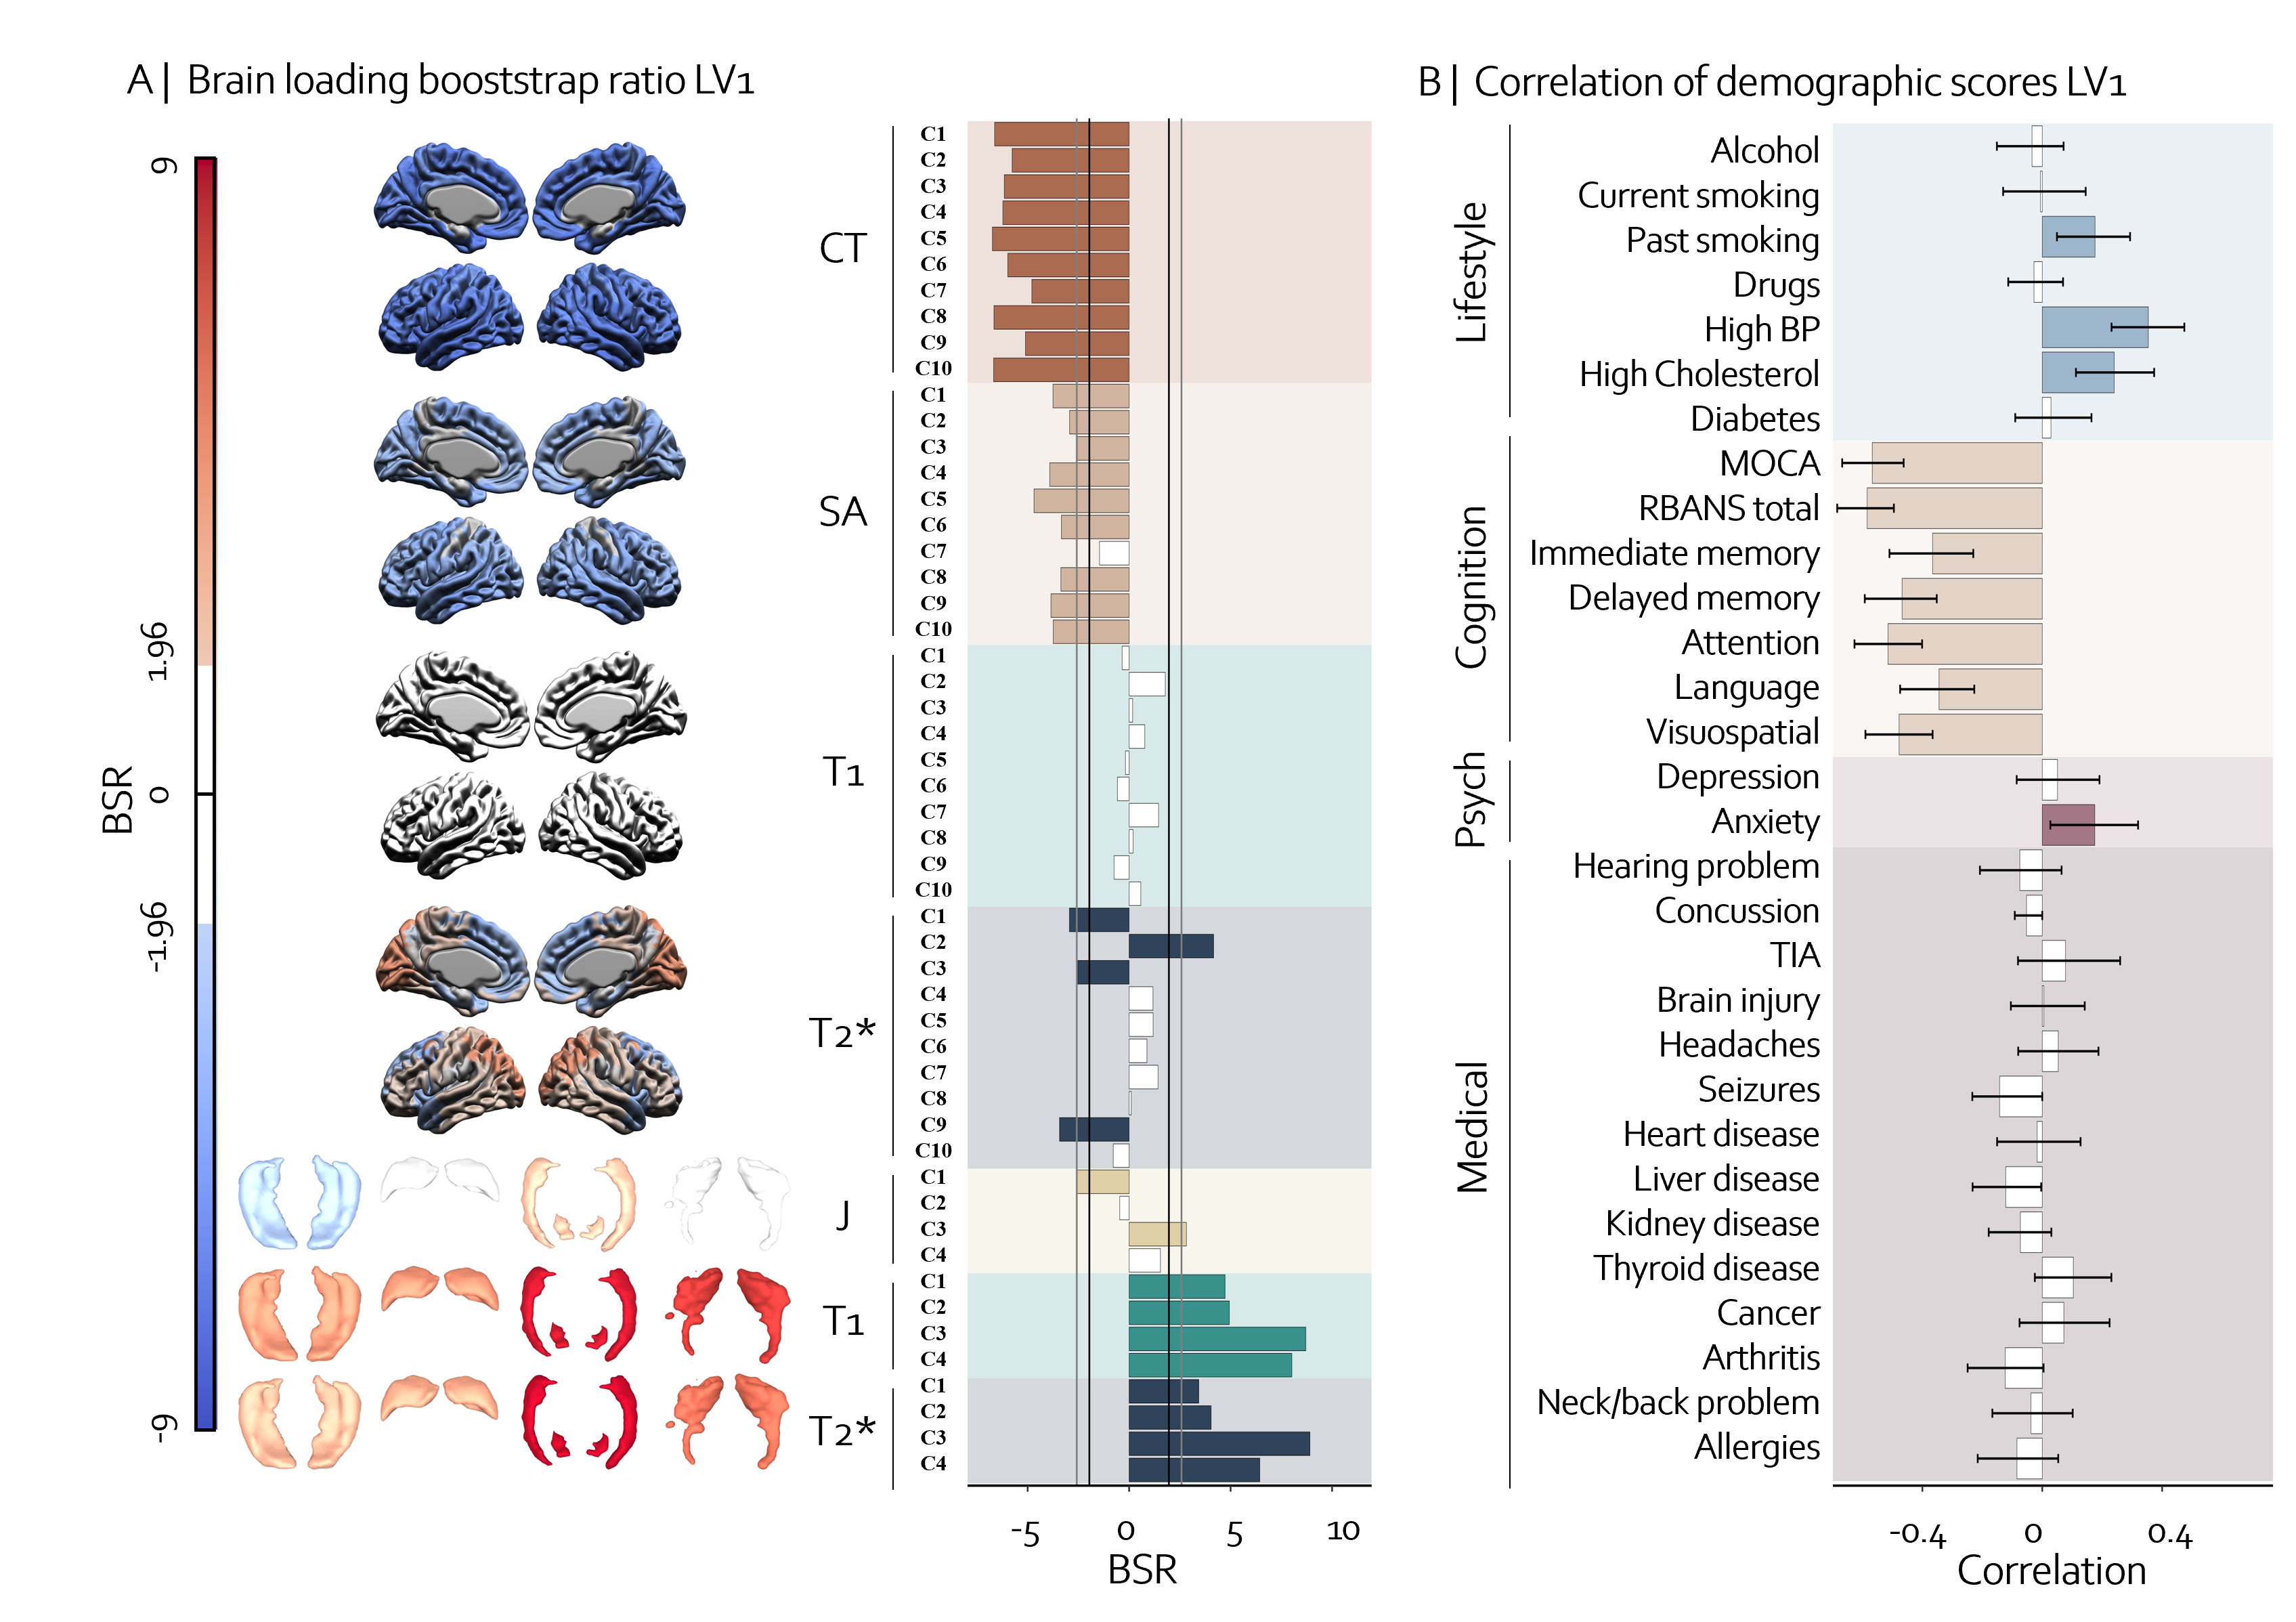 A| Brain loading booststrap ratio LV1
BSR
9
1.96
0
-1.96
-9
CT
C1
C2
C3
C4
C5
C6
C7
C8
C9
C10
SA
C1
C2
C3
C4
C5
C6
C7
C8
C9
C10
T1
C1
C2
C3
C4
C5
C6
C7
C8
C9
C10
T2*
C1
C2
C3
C4
C5
C6
C7
C8
C9
C10
J
C1
C2
C3
C4
T1
C1
C2
C3
C4
T2*
C1
C2
C3
C4
-5 0 5 10
BSR
B| Correlation of demographic scores LV1
Lifestyle
Alcohol
Current smoking
Past smoking
Drugs
High BP
High Cholesterol
Diabetes
Cognition
MOCA
RBANS total
Immediate memory
Delayed memory
Attention
Language
Visuospatial
Psych
Depression
Anxiety
Medical
Hearing problem
Concussion
TIA
Brain injury
Headaches
Seizures
Heart disease
Liver disease
Kidney disease
Thyroid disease
Cancer
Arthritis
Neck/back problem
Allergies
-0.4 0 0.4
Correlation